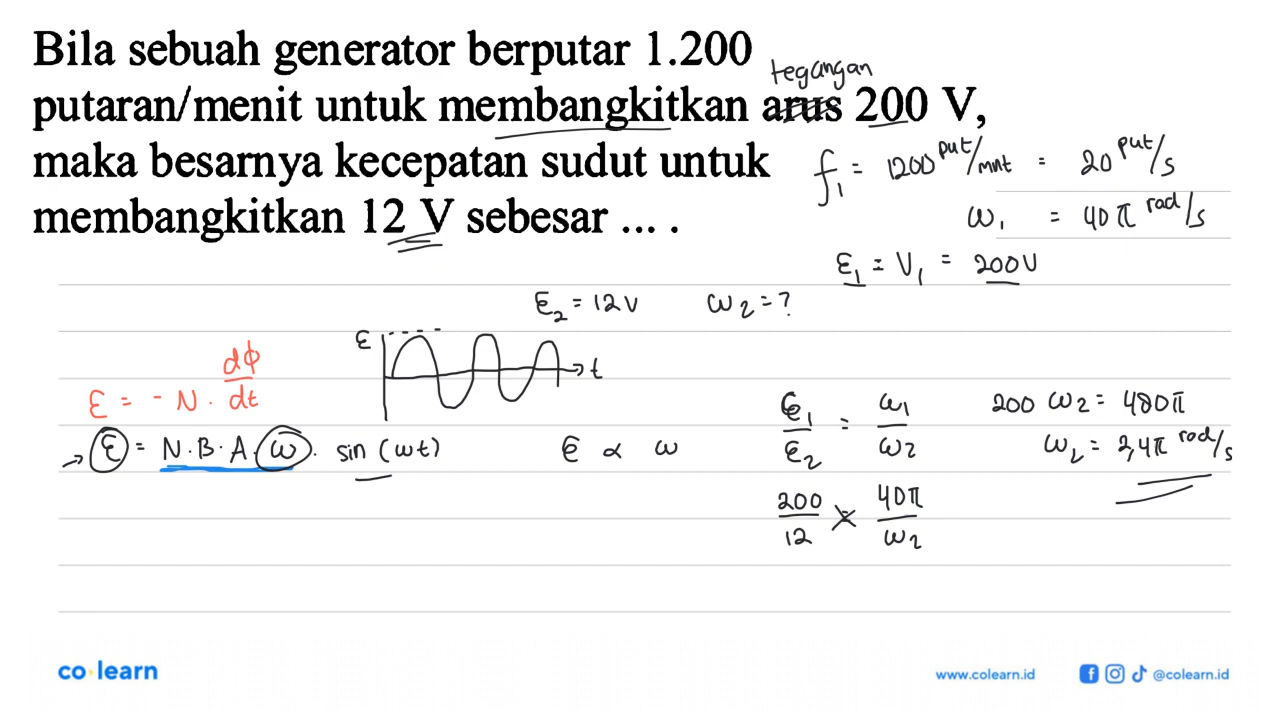 Bila sebuah generator berputar 1.200
tegangan
putaran/menit untuk membangkitkan arus 200 V,
maka besarnya kecepatan sudut untuk
membangkitkan 12 V sebesar ... .
f₁ = 1200 put/mnt = 20 put/s
ω₁ = 40π rad/s
ε₁ = V₁ = 200V
ε₂ = 12V ω₂ = ?
ε
t
ε = - N . dφ/dt
→ ε = N.B.A.ω. sin (ωt)
ε ∝ ω
ε₁/ε₂ = ω₁/ω₂
200/12 × 40π/ω₂
200 ω₂ = 480π
ω₂ = 2,4π rad/s
co learn
www.colearn.id
@colearn.id